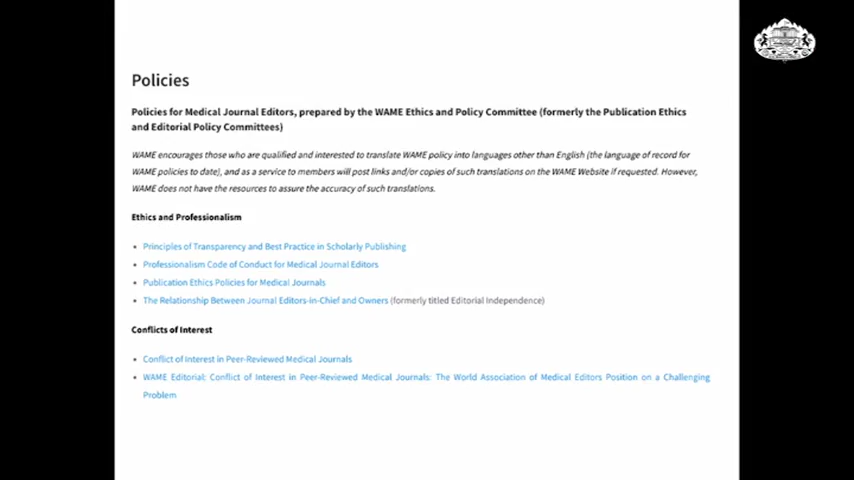 Policies
Policies for Medical Journal Editors, prepared by the WAME Ethics and Policy Committee (formerly the Publication Ethics
and Editorial Policy Committees)
WAME encourages those who are qualified and interested to translate WAME policy into languages other than English (the language of record for
WAME policies to date), and as a service to members will post links and/or copies of such translations on the WAME Website if requested. However,
WAME does not have the resources to assure the accuracy of such translations.
Ethics and Professionalism
• Principles of Transparency and Best Practice in Scholarly Publishing
• Professionalism Code of Conduct for Medical Journal Editors
• Publication Ethics Policies for Medical Journals
• The Relationship Between Journal Editors-in-Chief and Owners (formerly titled Editorial Independence)
Conflicts of Interest
• Conflict of Interest in Peer-Reviewed Medical Journals
• WAME Editorial: Conflict of Interest in Peer-Reviewed Medical Journals: The World Association of Medical Editors Position on a Challenging
Problem